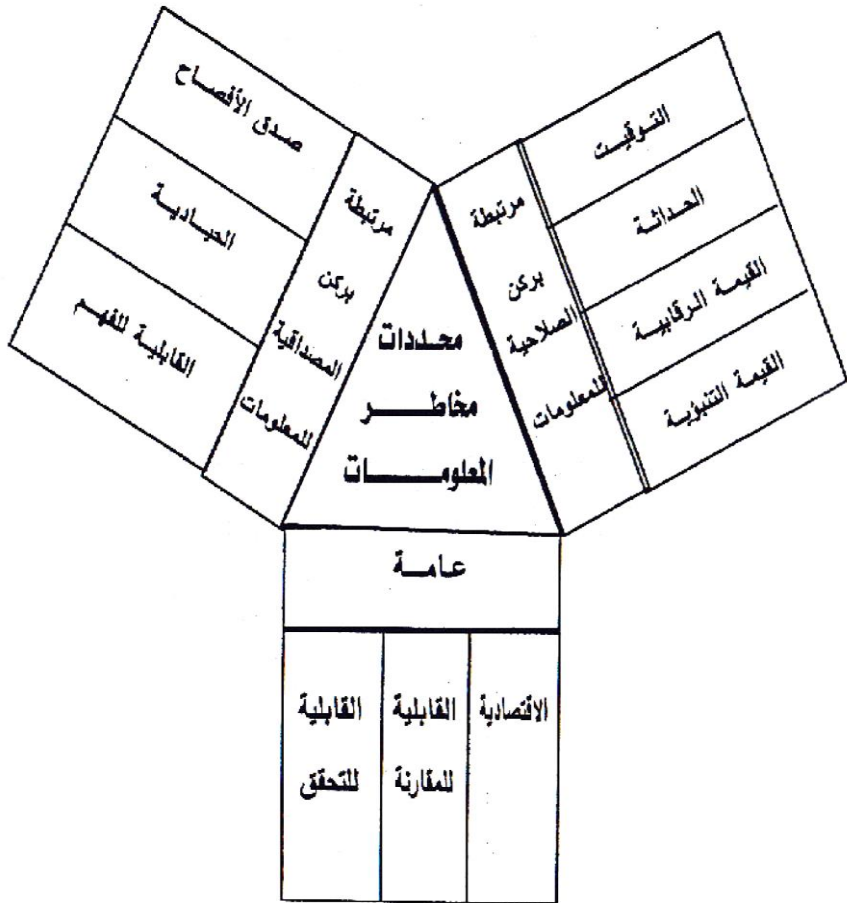 محددات
مخاطر
المعلومات
مرتبطة
بركن
الصلاحية
للمعلومات
التوقيت
الحداثة
القيمة الرقابية
القيمة التنبؤية
مرتبطة
بركن
المصداقية
للمعلومات
صدق الأفصاح
الحيادية
القابلية للفهم
عامة
الاقتصادية
القابلية
للمقارنة
القابلية
للتحقق